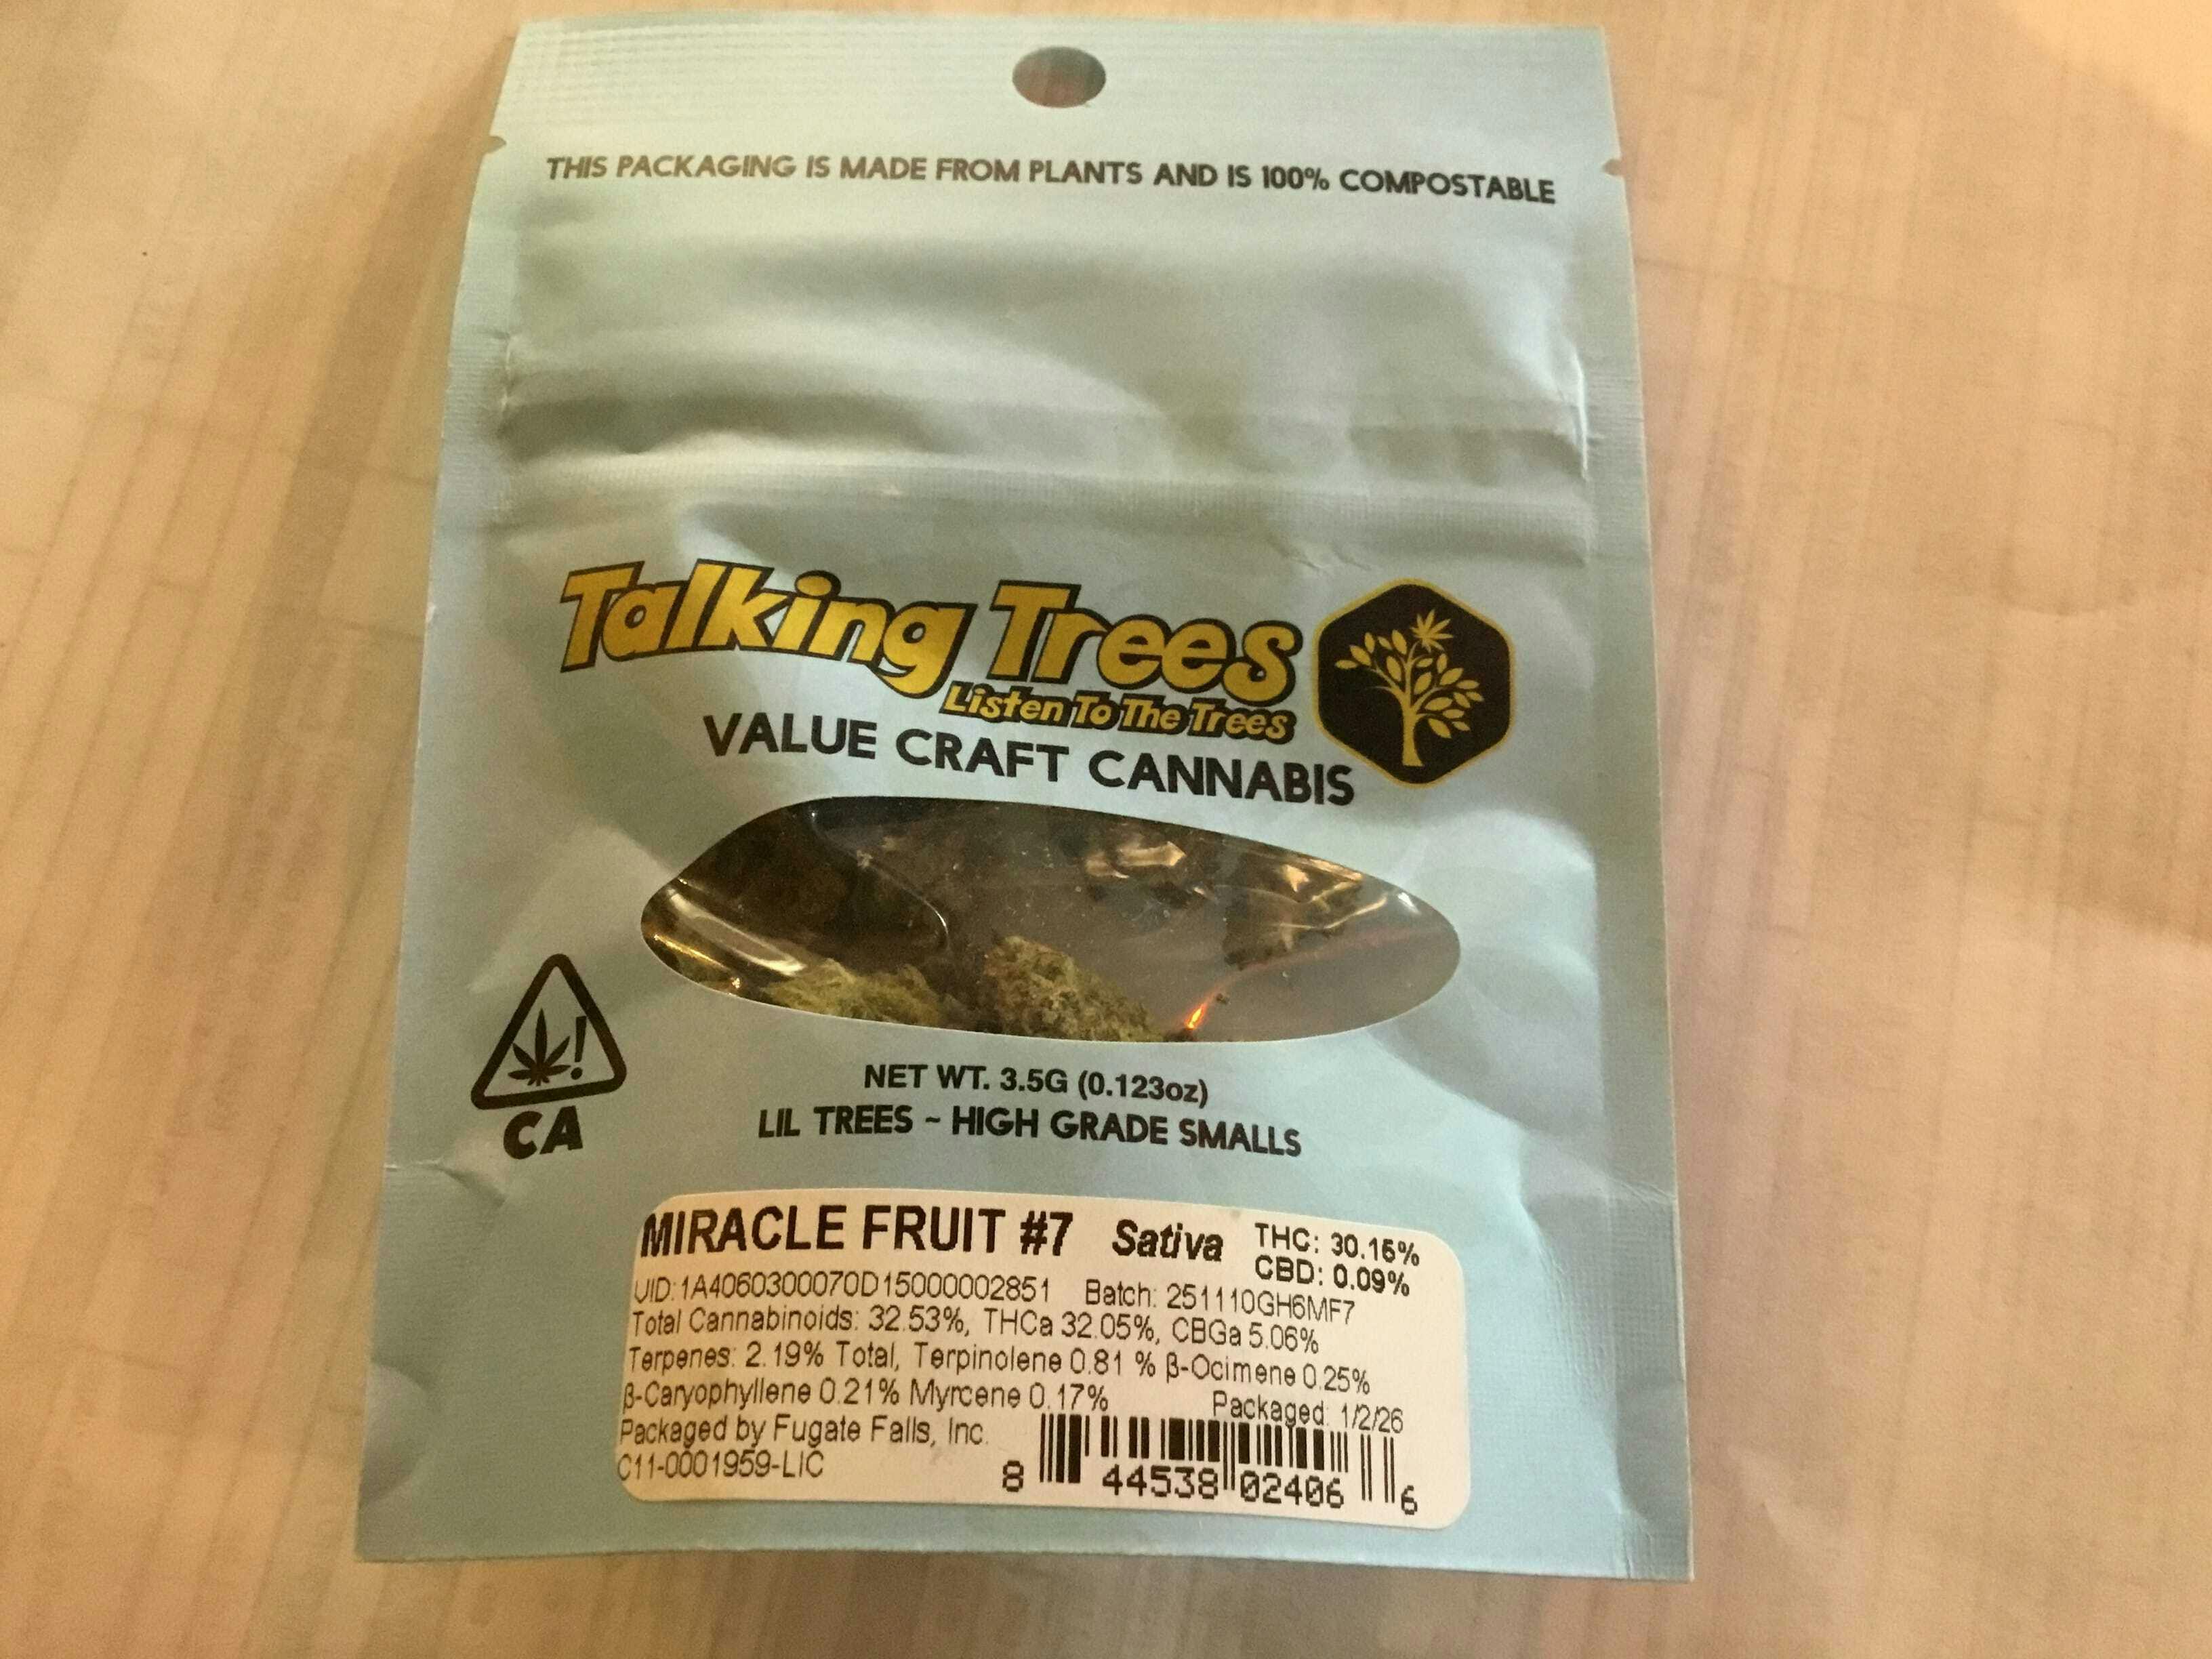 THIS PACKAGING IS MADE FROM PLANTS AND IS 100% COMPOSTABLE
Talking Trees
Listen To The Trees
VALUE CRAFT CANNABIS
CA
NET WT. 3.5G (0.123oz)
LIL TREES ~ HIGH GRADE SMALLS
MIRACLE FRUIT #7 Sativa THC: 30.16%
CBD: 0.09%
UID:1A4060300070D15000002851 Batch: 251110GH6MF7
Total Cannabinoids: 32.53%, THCa 32.05%, CBGa 5.06%
Terpenes: 2.19% Total, Terpinolene 0.81 % β-Ocimene 0.25%
β-Caryophyllene 0.21% Myrcene 0.17% Packaged: 1/2/26
Packaged by Fugate Falls, Inc.
C11-0001959-LIC
8 44538 02406 6